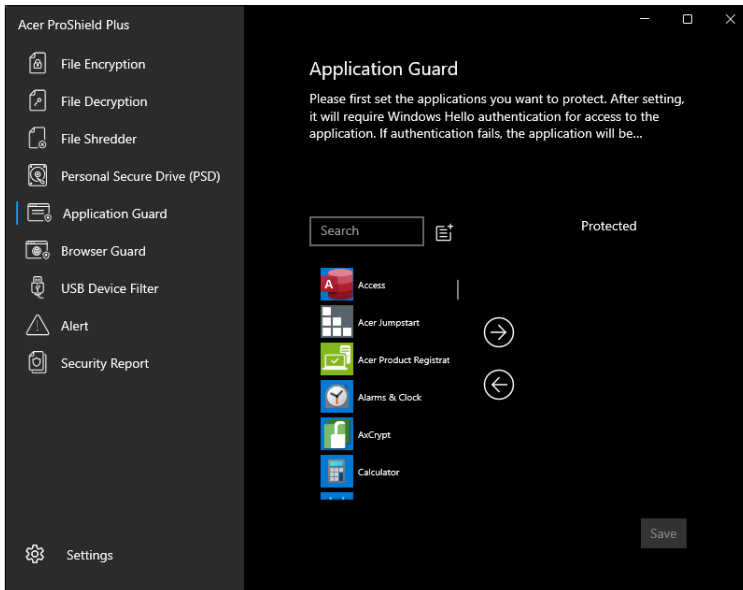 Acer ProShield Plus
File Encryption
File Decryption
File Shredder
Personal Secure Drive (PSD)
Application Guard
Browser Guard
USB Device Filter
Alert
Security Report
Settings
Application Guard
Please first set the applications you want to protect. After setting,
it will require Windows Hello authentication for access to the
application. If authentication fails, the application will be...
Search
Protected
A
Access
Acer Jumpstart
Acer Product Registrat
Alarms & Clock
AxCrypt
Calculator
Save